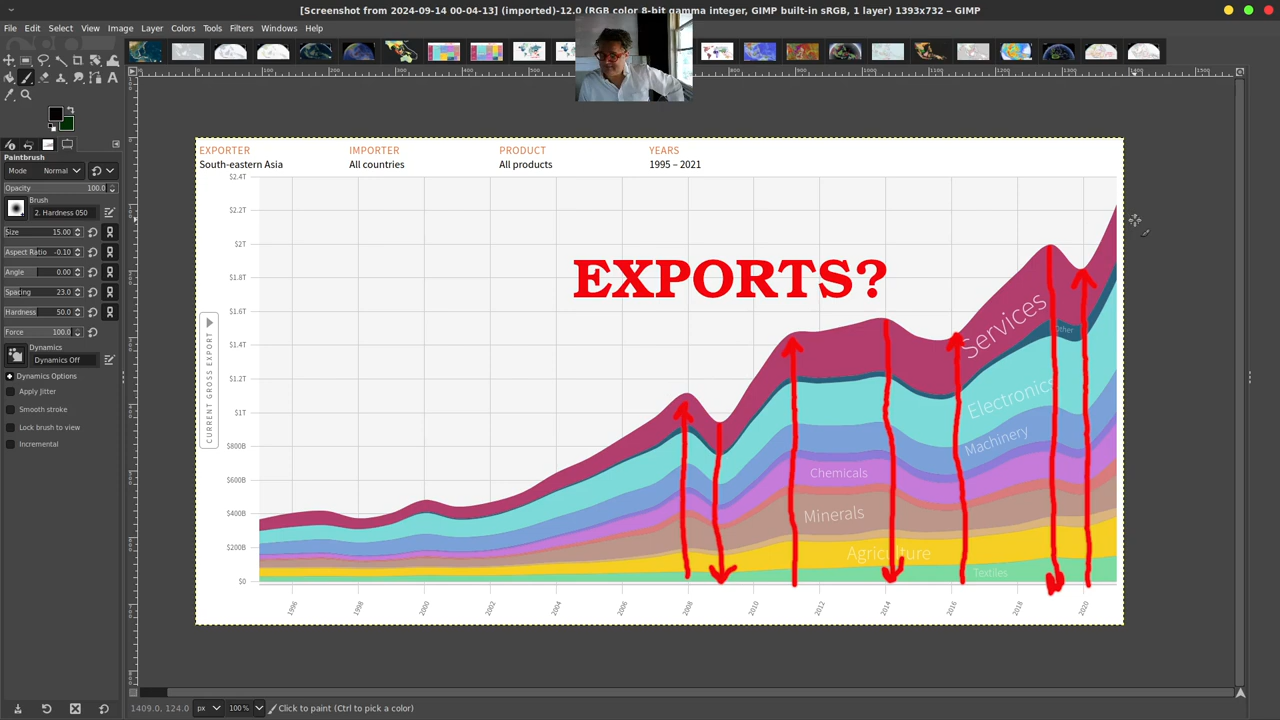 [Screenshot from 2024-09-14 00-04-13] (imported)-12.0 (RGB color 8-bit gamma integer, GIMP built-in sRGB, 1 layer) 1393x732 – GIMP
File Edit Select View Image Layer Colors Tools Filters Windows Help
Paintbrush
Mode Normal
Opacity 100.0
Brush
2. Hardness 050
Size 15.00
Aspect Ratio -0.10
Angle 0.00
Spacing 23.0
Hardness 50.0
Force 100.0
Dynamics
Dynamics Off
Dynamics Options
Apply Jitter
Smooth stroke
Lock brush to view
Incremental
EXPORTER IMPORTER PRODUCT YEARS
South-eastern Asia All countries All products 1995 – 2021
$2.4T
$2.2T
$2T
$1.8T
$1.6T
$1.4T
$1.2T
$1T
$800B
$600B
$400B
$200B
$0
CURRENT GROSS EXPORT
EXPORTS?
Services
Other
Electronics
Machinery
Chemicals
Minerals
Agriculture
Textiles
1996 1998 2000 2002 2004 2006 2008 2010 2012 2014 2016 2018 2020
1409.0, 124.0 px 100% Click to paint (Ctrl to pick a color)